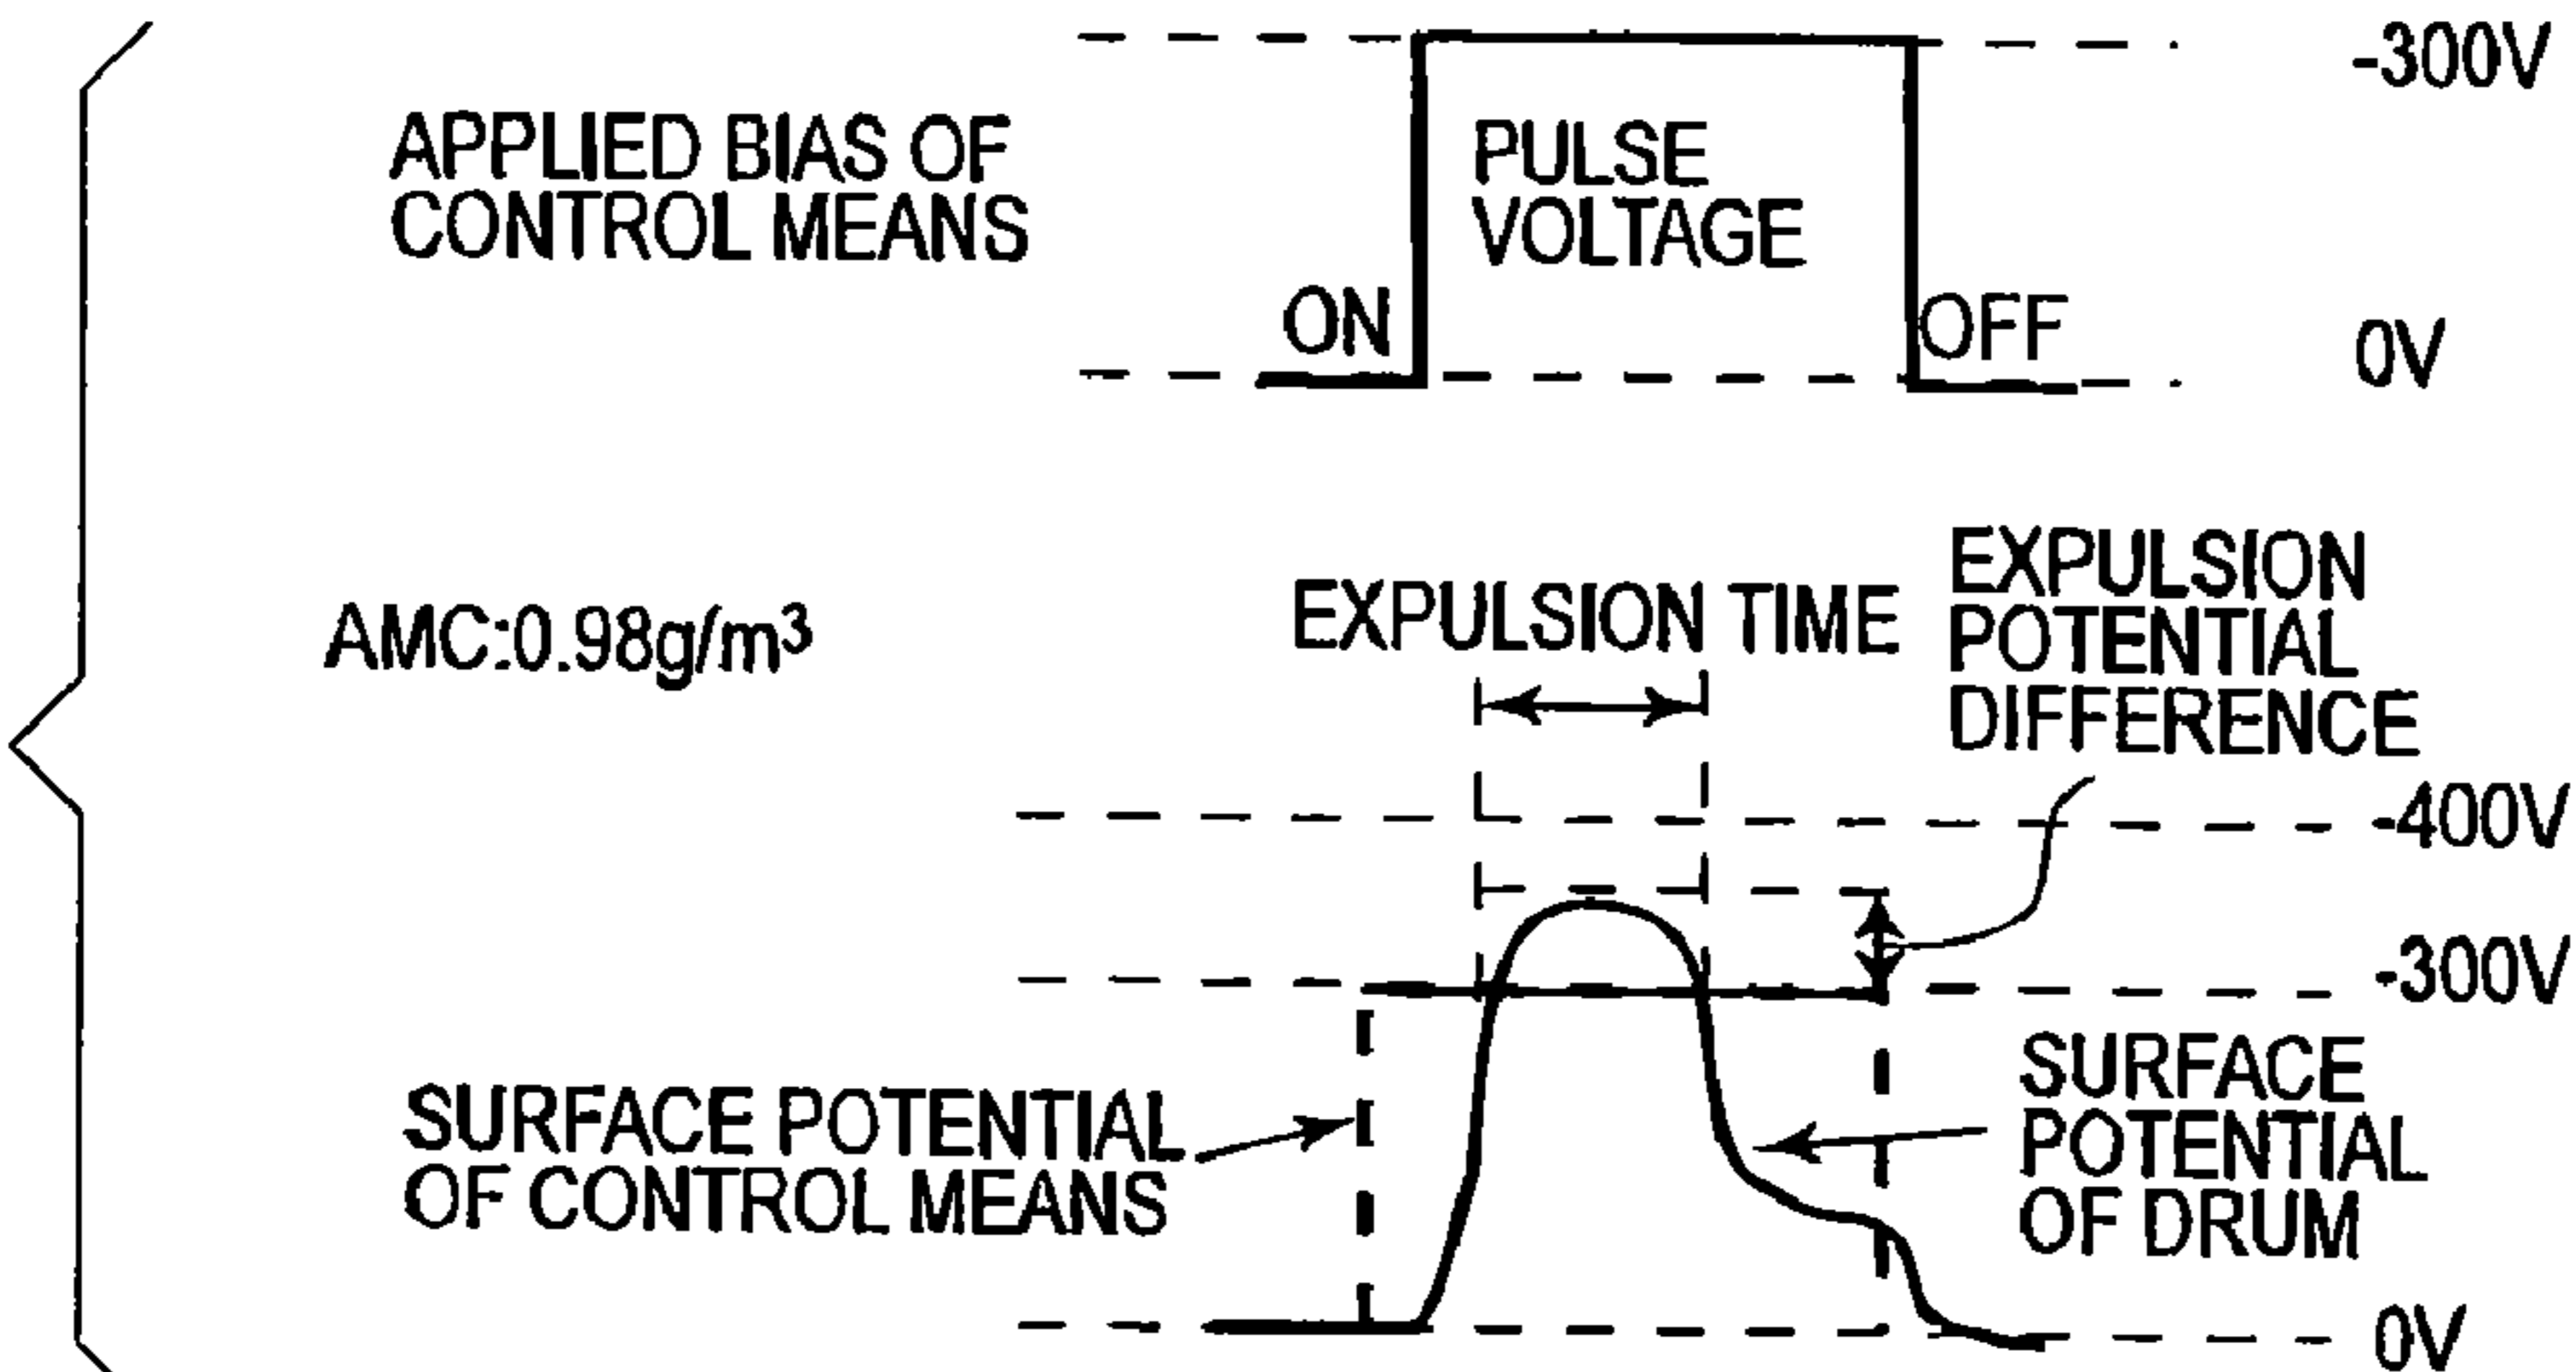 -300V
APPLIED BIAS OF
CONTROL MEANS
PULSE
VOLTAGE
ON
OFF
0V
AMC:0.98g/m³
EXPULSION TIME
EXPULSION
POTENTIAL
DIFFERENCE
-400V
-300V
SURFACE POTENTIAL
OF CONTROL MEANS
SURFACE
POTENTIAL
OF DRUM
0V